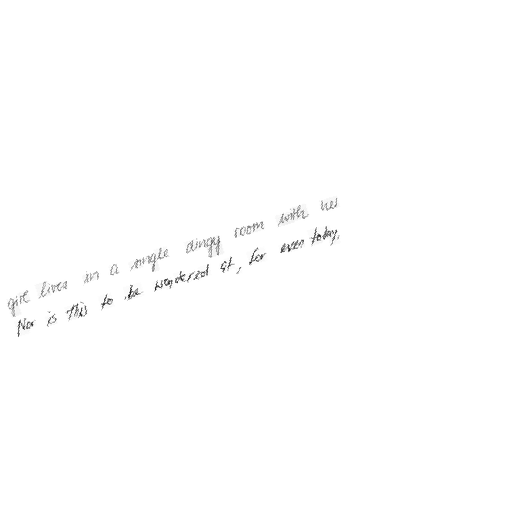 girl lives in a single dingy room with her
Nor is this to be wondered at, for even today,